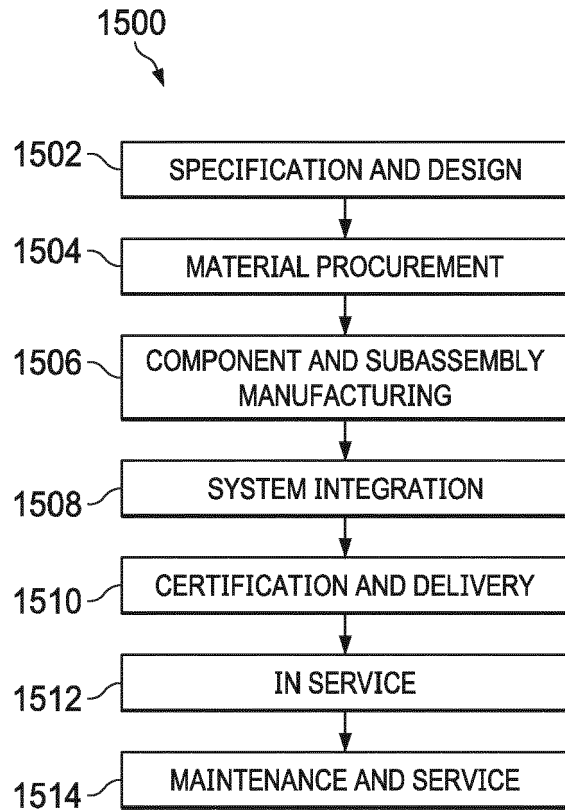 1500
1502
SPECIFICATION AND DESIGN
1504
MATERIAL PROCUREMENT
1506
COMPONENT AND SUBASSEMBLY
MANUFACTURING
1508
SYSTEM INTEGRATION
1510
CERTIFICATION AND DELIVERY
1512
IN SERVICE
1514
MAINTENANCE AND SERVICE